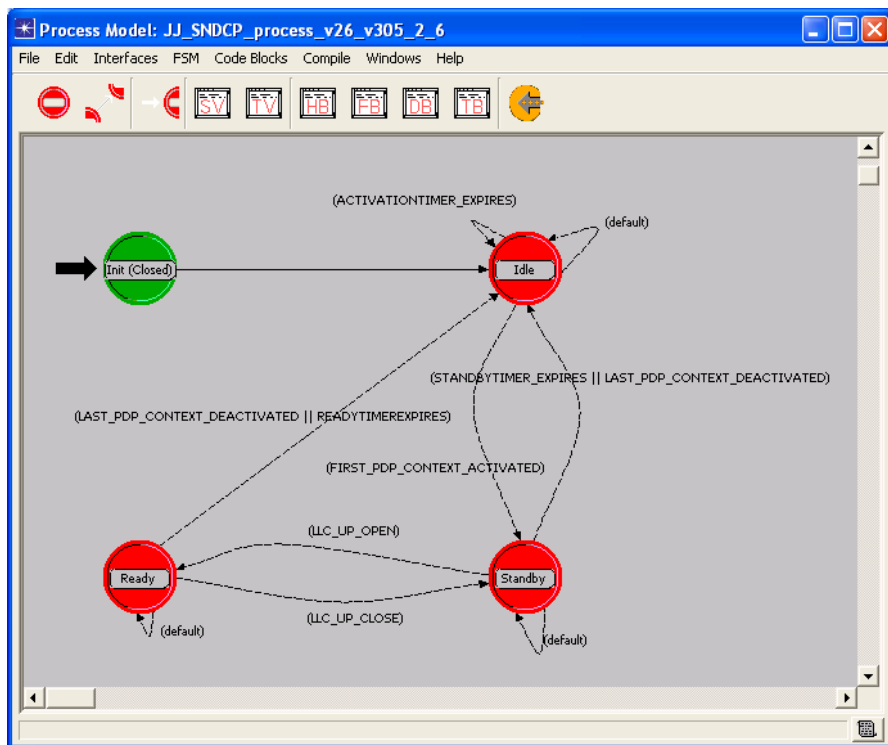 Process Model: JJ_SNDCP_process_v26_v305_2_6
File Edit Interfaces FSM Code Blocks Compile Windows Help
SV TV HB FB DB TB
(ACTIVATIONTIMER_EXPIRES)
(default)
Init (Closed)
Idle
(STANDBYTIMER_EXPIRES || LAST_PDP_CONTEXT_DEACTIVATED)
(LAST_PDP_CONTEXT_DEACTIVATED || READYTIMEREXPIRES)
(FIRST_PDP_CONTEXT_ACTIVATED)
(LLC_UP_OPEN)
Ready
Standby
(LLC_UP_CLOSE)
(default)
(default)